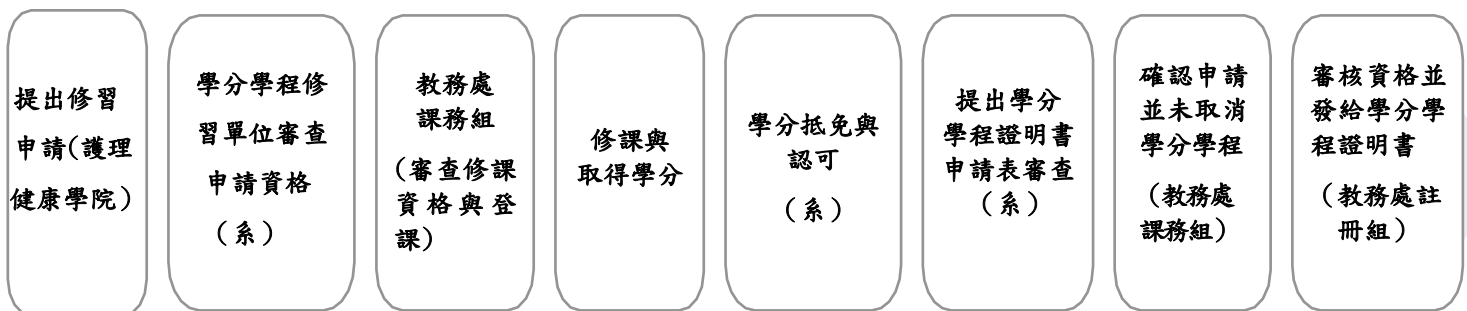 提出修習
申請(護理
健康學院)
學分學程修
習單位審查
申請資格
(系)
教務處
課務組
(審查修課
資格與登
課)
修課與
取得學分
學分抵免與
認可
(系)
提出學分
學程證明書
申請表審查
(系)
確認申請
並未取消
學分學程
(教務處
課務組)
審核資格並
發給學分學
程證明書
(教務處註
冊組)